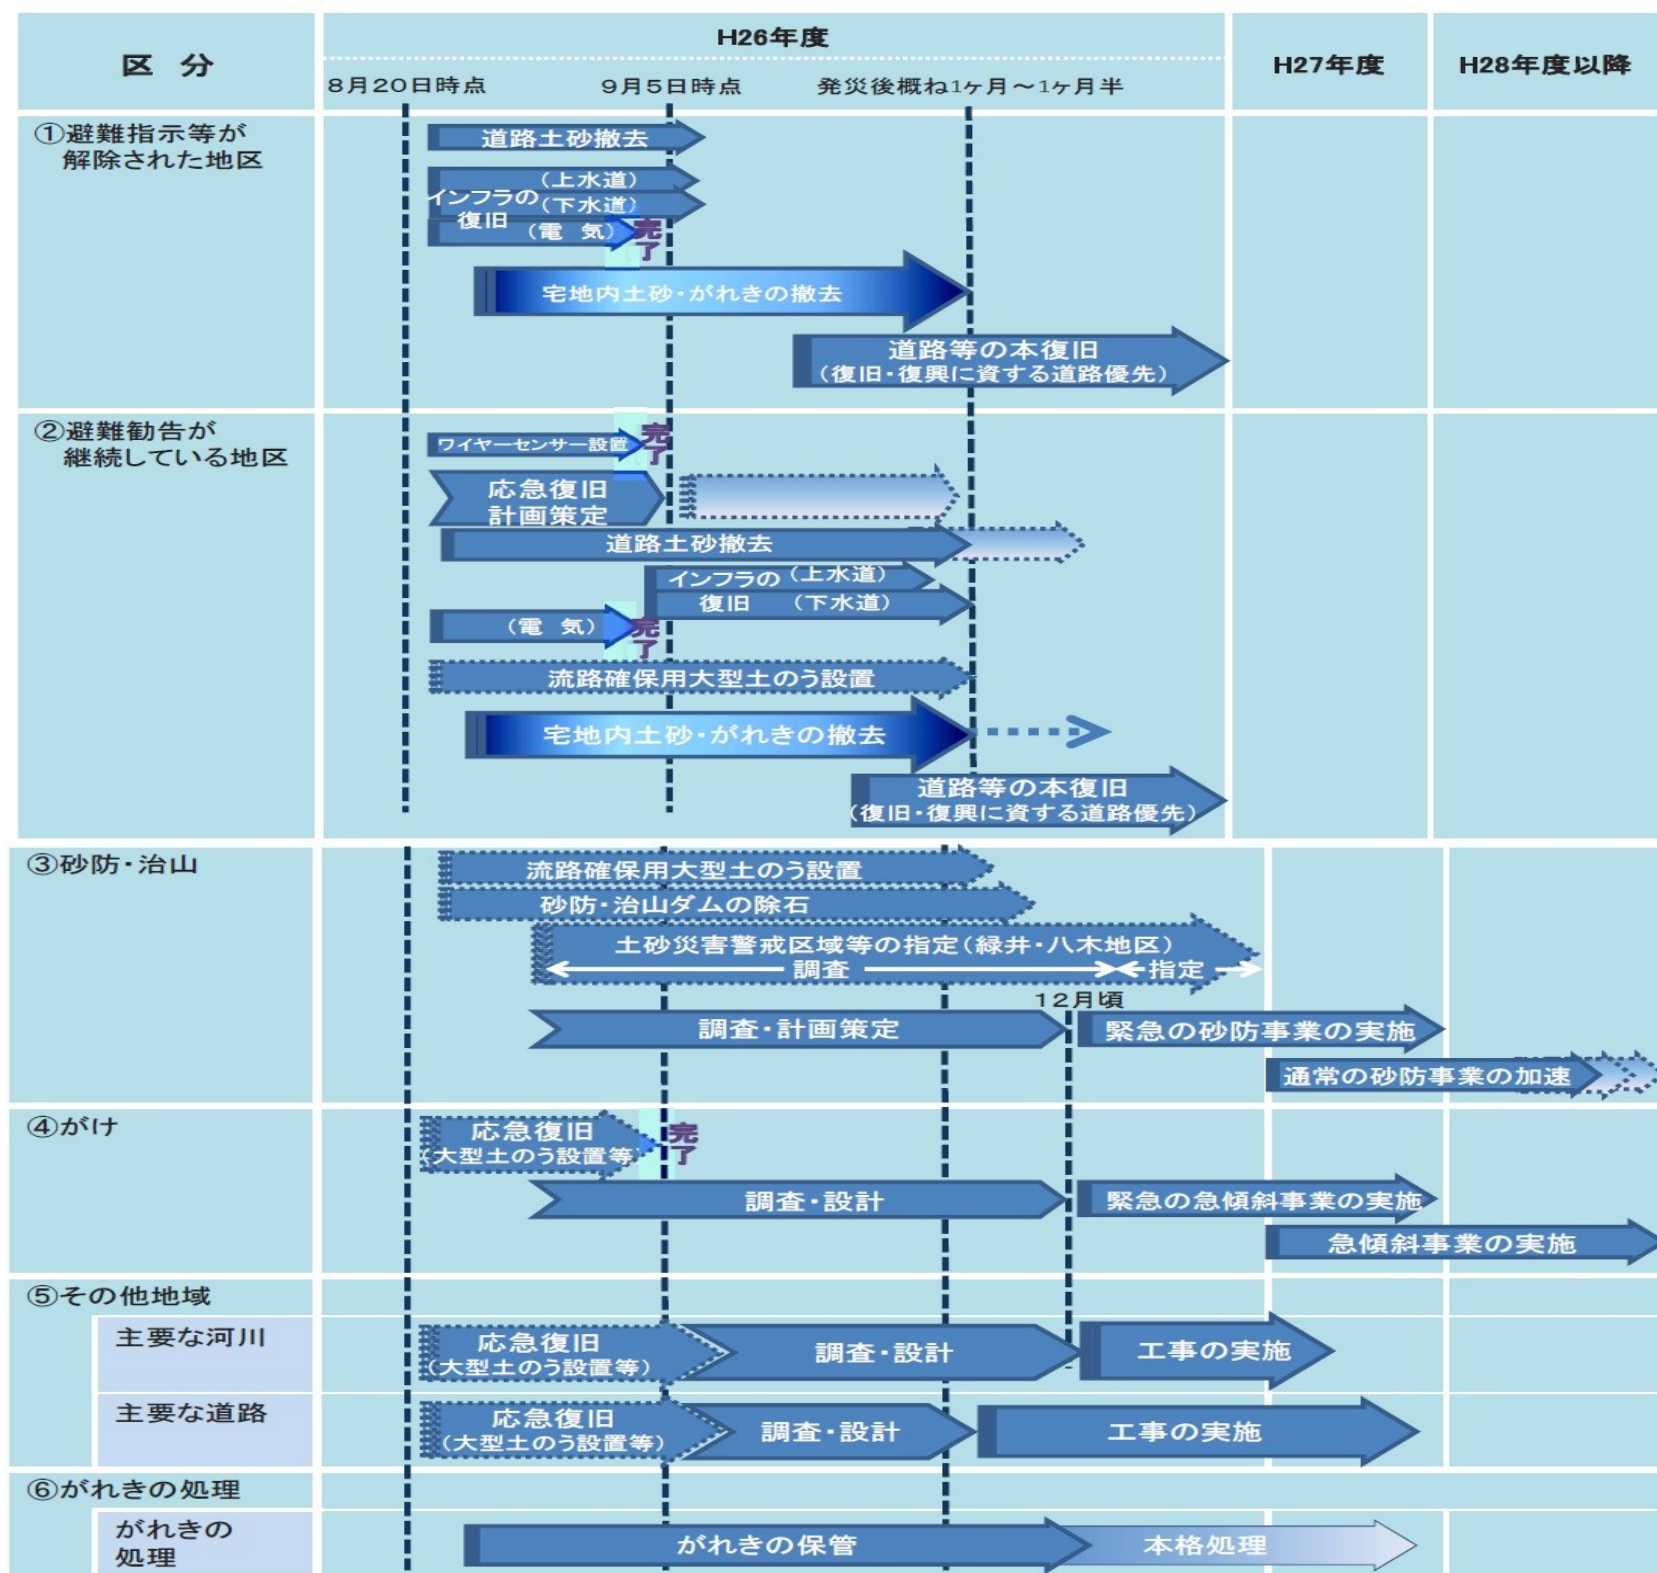 区 分
H26年度
H27年度
H28年度以降
8月20日時点
9月5日時点
発災後概ね1ヶ月～1ヶ月半
①避難指示等が
解除された地区
道路土砂撤去
(上水道)
インフラの
(下水道)
復旧
(電 気)
完了
宅地内土砂・がれきの撤去
道路等の本復旧
(復旧・復興に資する道路優先)
②避難勧告が
継続している地区
ワイヤーセンサー設置
完了
応急復旧
計画策定
道路土砂撤去
インフラの (上水道)
復旧 (下水道)
(電 気)
完了
流路確保用大型土のう設置
宅地内土砂・がれきの撤去
道路等の本復旧
(復旧・復興に資する道路優先)
③砂防・治山
流路確保用大型土のう設置
砂防・治山ダムの除石
土砂災害警戒区域等の指定(緑井・八木地区)
調査
指定
12月頃
調査・計画策定
緊急の砂防事業の実施
通常の砂防事業の加速
④がけ
応急復旧
(大型土のう設置等)
完了
調査・設計
緊急の急傾斜事業の実施
急傾斜事業の実施
⑤その他地域
主要な河川
応急復旧
(大型土のう設置等)
調査・設計
工事の実施
主要な道路
応急復旧
(大型土のう設置等)
調査・設計
工事の実施
⑥がれきの処理
がれきの
処理
がれきの保管
本格処理